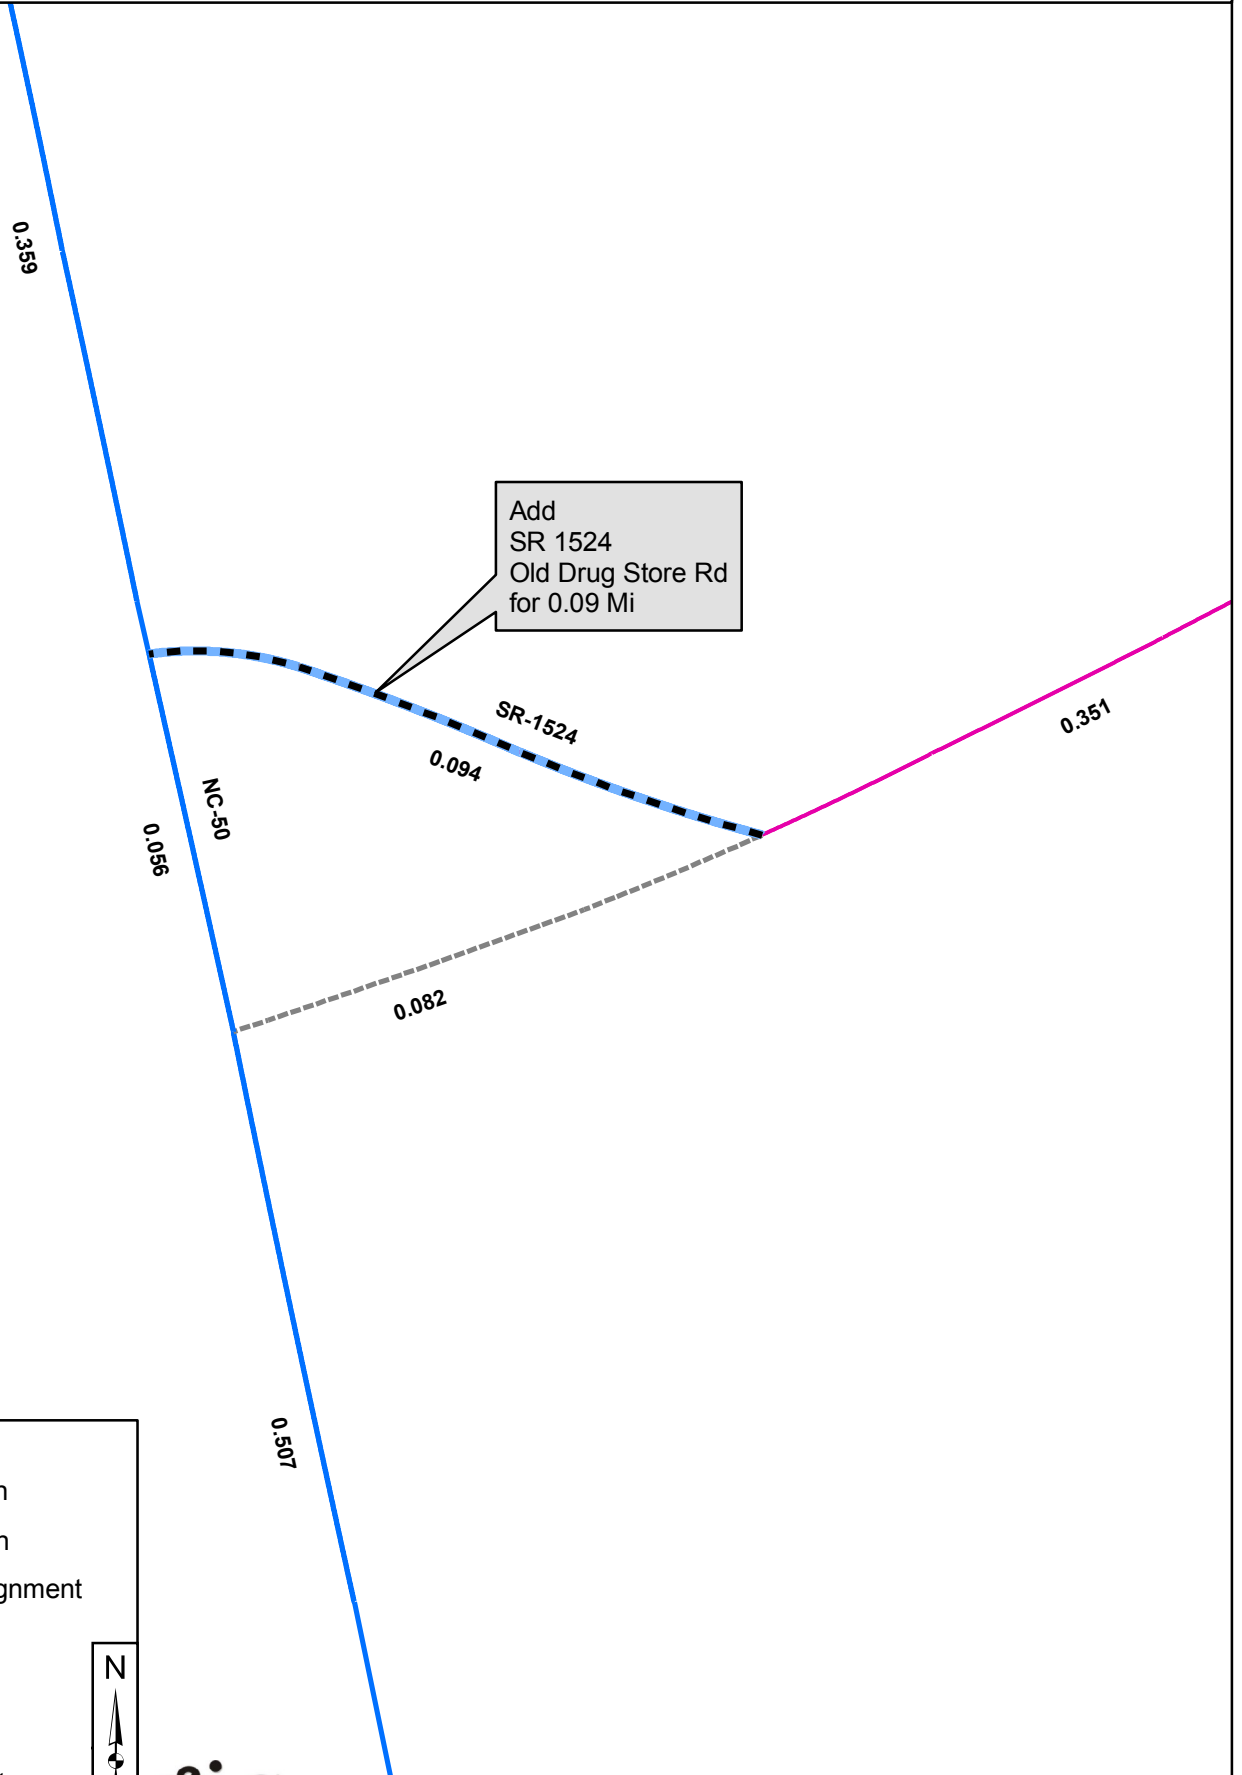 0.359
Add
SR 1524
Old Drug Store Rd
for 0.09 Mi
SR-1524
0.094
0.351
NC-50
0.056
0.082
0.507
gnment
N